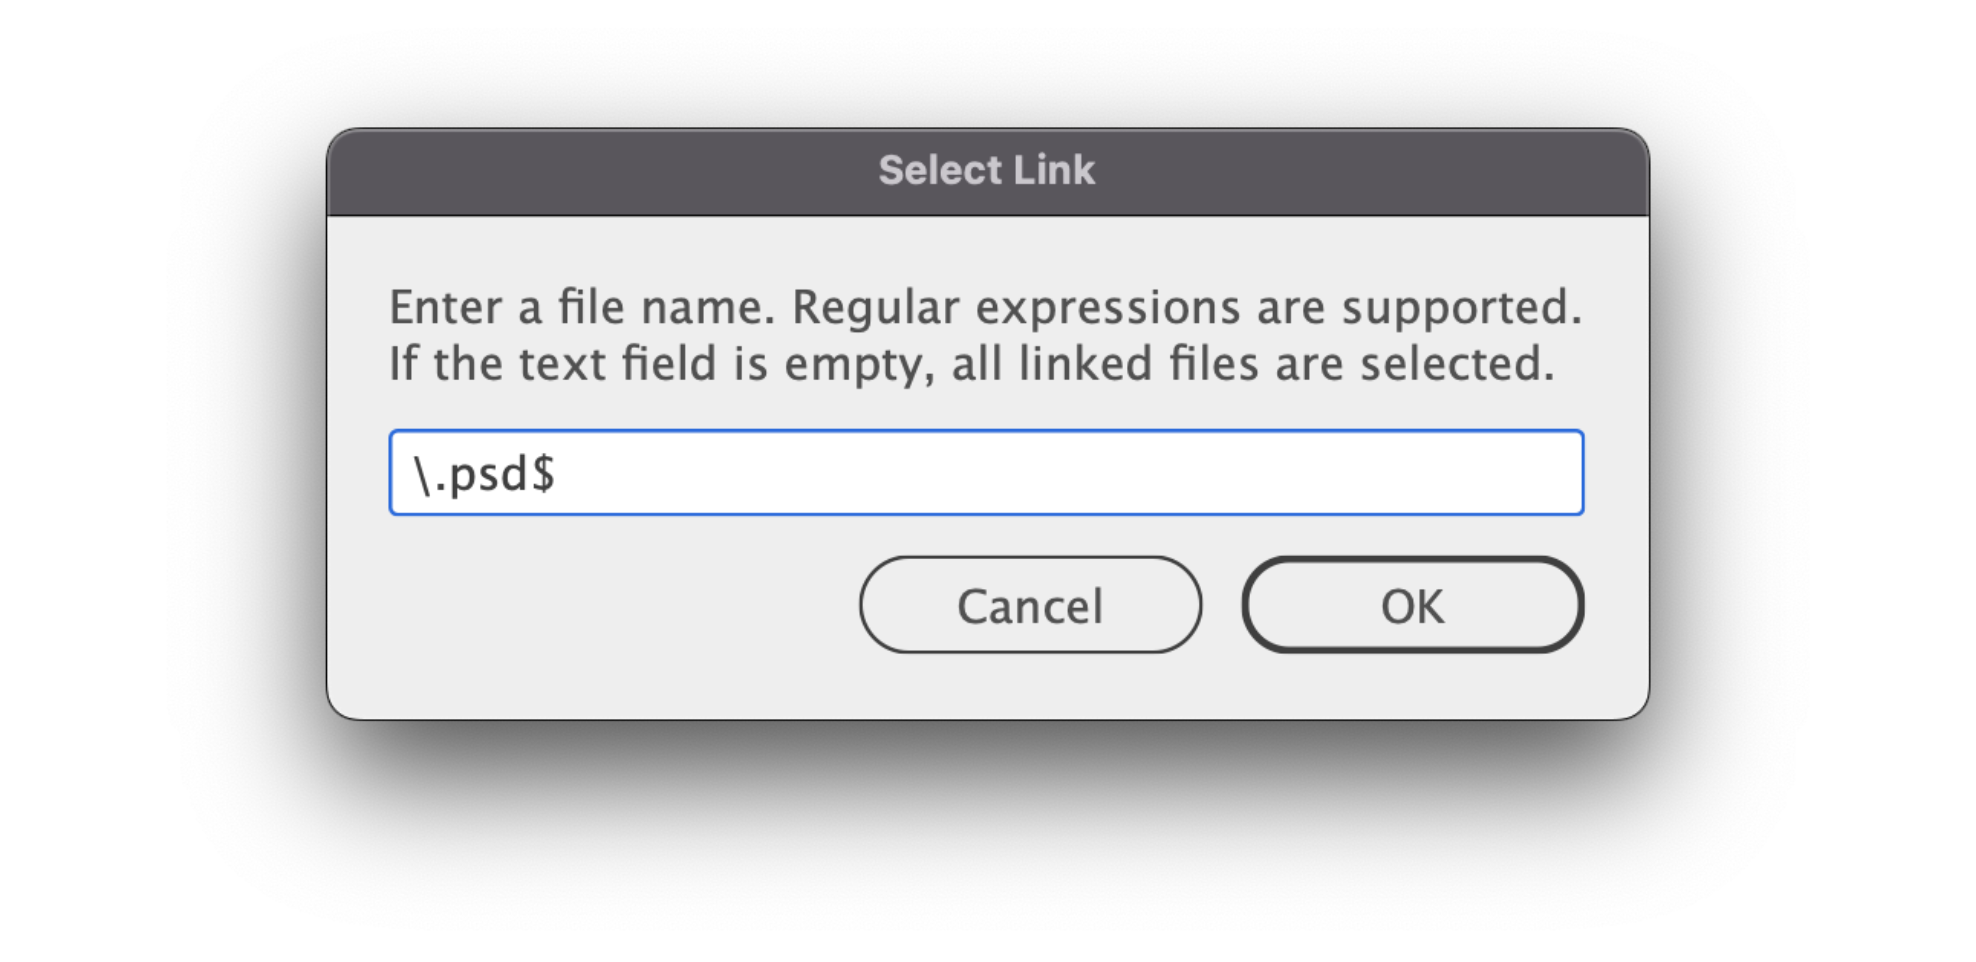 Select Link
Enter a file name. Regular expressions are supported.
If the text field is empty, all linked files are selected.
\.psd$
Cancel OK